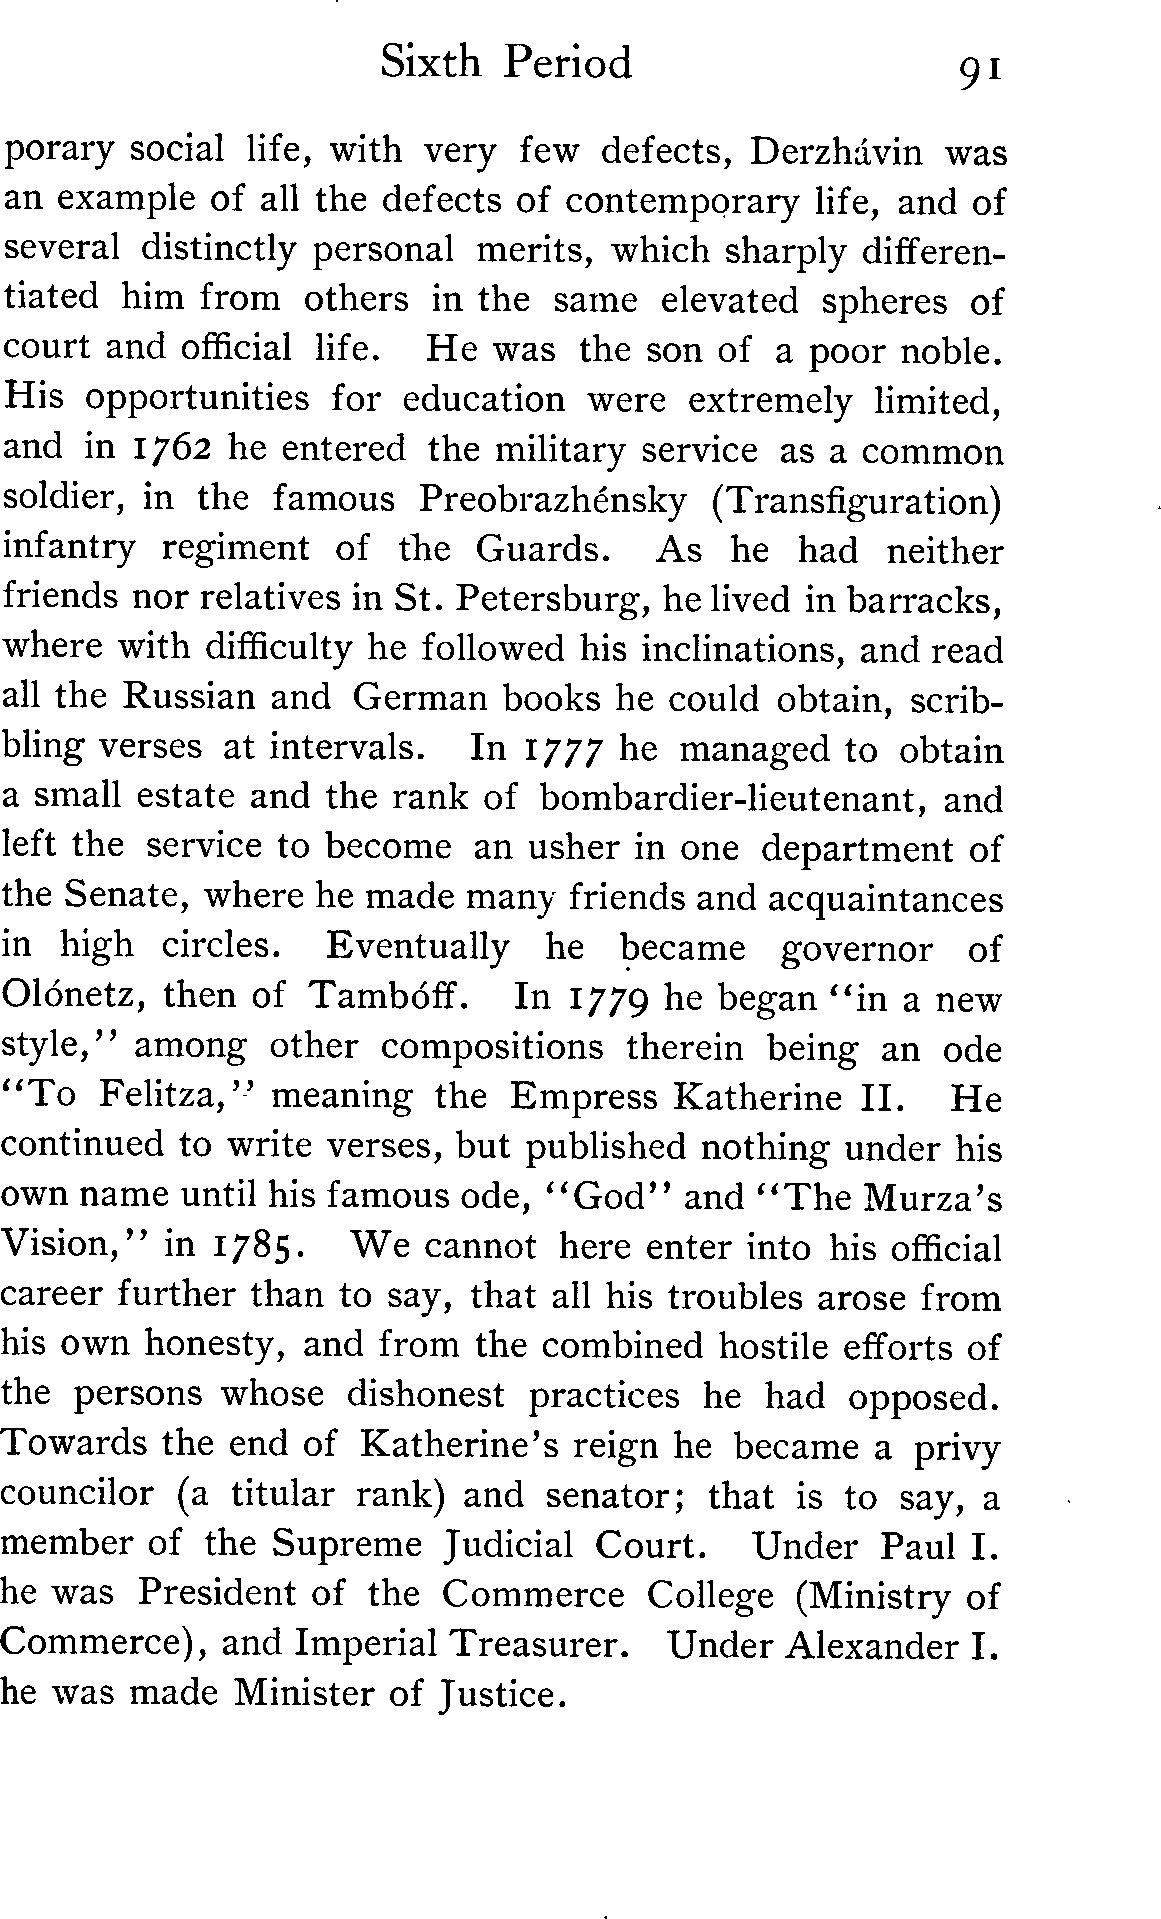 Sixth Period 91
porary social life, with very few defects, Derzhávin was
an example of all the defects of contemporary life, and of
several distinctly personal merits, which sharply differen-
tiated him from others in the same elevated spheres of
court and official life. He was the son of a poor noble.
His opportunities for education were extremely limited,
and in 1762 he entered the military service as a common
soldier, in the famous Preobrazhénsky (Transfiguration)
infantry regiment of the Guards. As he had neither
friends nor relatives in St. Petersburg, he lived in barracks,
where with difficulty he followed his inclinations, and read
all the Russian and German books he could obtain, scrib-
bling verses at intervals. In 1777 he managed to obtain
a small estate and the rank of bombardier-lieutenant, and
left the service to become an usher in one department of
the Senate, where he made many friends and acquaintances
in high circles. Eventually he became governor of
Olónetz, then of Tambóff. In 1779 he began "in a new
style," among other compositions therein being an ode
"To Felitza," meaning the Empress Katherine II. He
continued to write verses, but published nothing under his
own name until his famous ode, "God" and "The Murza's
Vision," in 1785. We cannot here enter into his official
career further than to say, that all his troubles arose from
his own honesty, and from the combined hostile efforts of
the persons whose dishonest practices he had opposed.
Towards the end of Katherine's reign he became a privy
councilor (a titular rank) and senator; that is to say, a
member of the Supreme Judicial Court. Under Paul I.
he was President of the Commerce College (Ministry of
Commerce), and Imperial Treasurer. Under Alexander I.
he was made Minister of Justice.